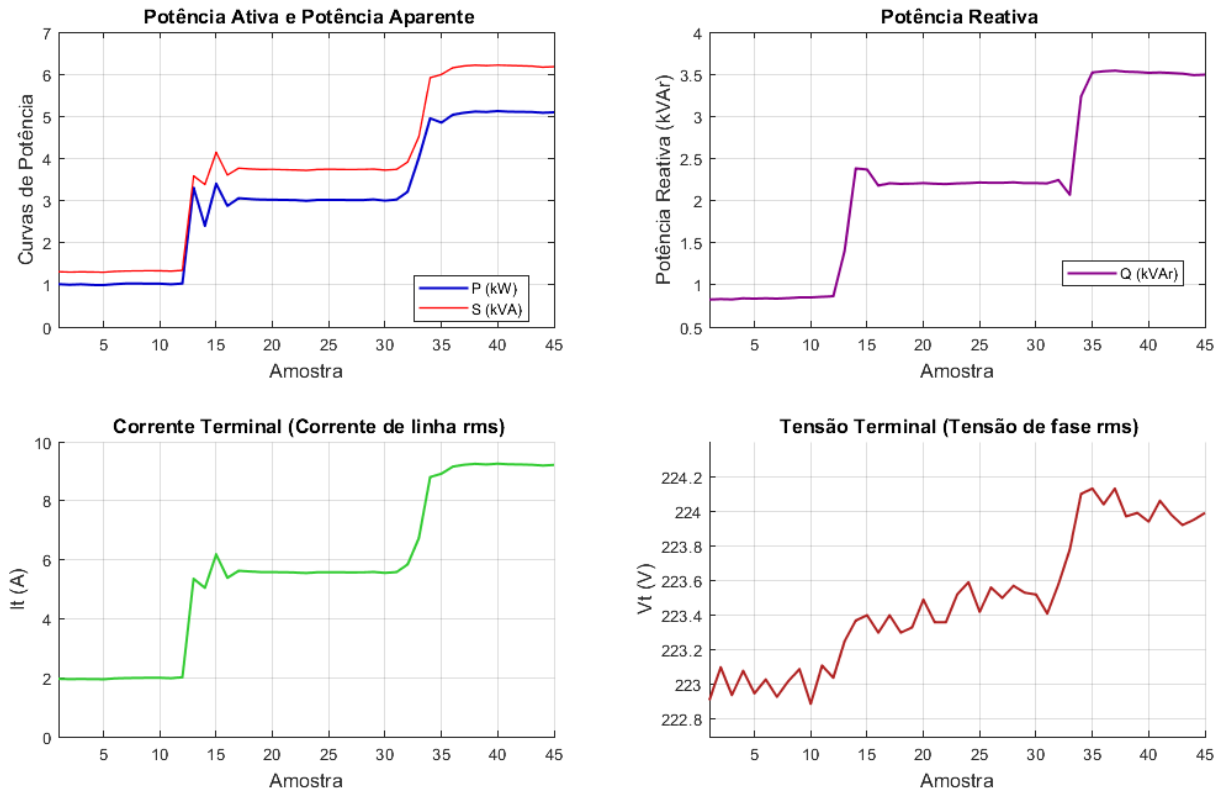 Potência Ativa e Potência Aparente
7
6
5
4
3
2
1
0
Curvas de Potência
P (kW)
S (kVA)
5 10 15 20 25 30 35 40 45
Amostra
Potência Reativa
4
3.5
3
2.5
2
1.5
1
0.5
Potência Reativa (kVAr)
Q (kVAr)
5 10 15 20 25 30 35 40 45
Amostra
Corrente Terminal (Corrente de linha rms)
10
8
6
4
2
0
It (A)
5 10 15 20 25 30 35 40 45
Amostra
Tensão Terminal (Tensão de fase rms)
224.2
224
223.8
223.6
223.4
223.2
223
222.8
Vt (V)
5 10 15 20 25 30 35 40 45
Amostra